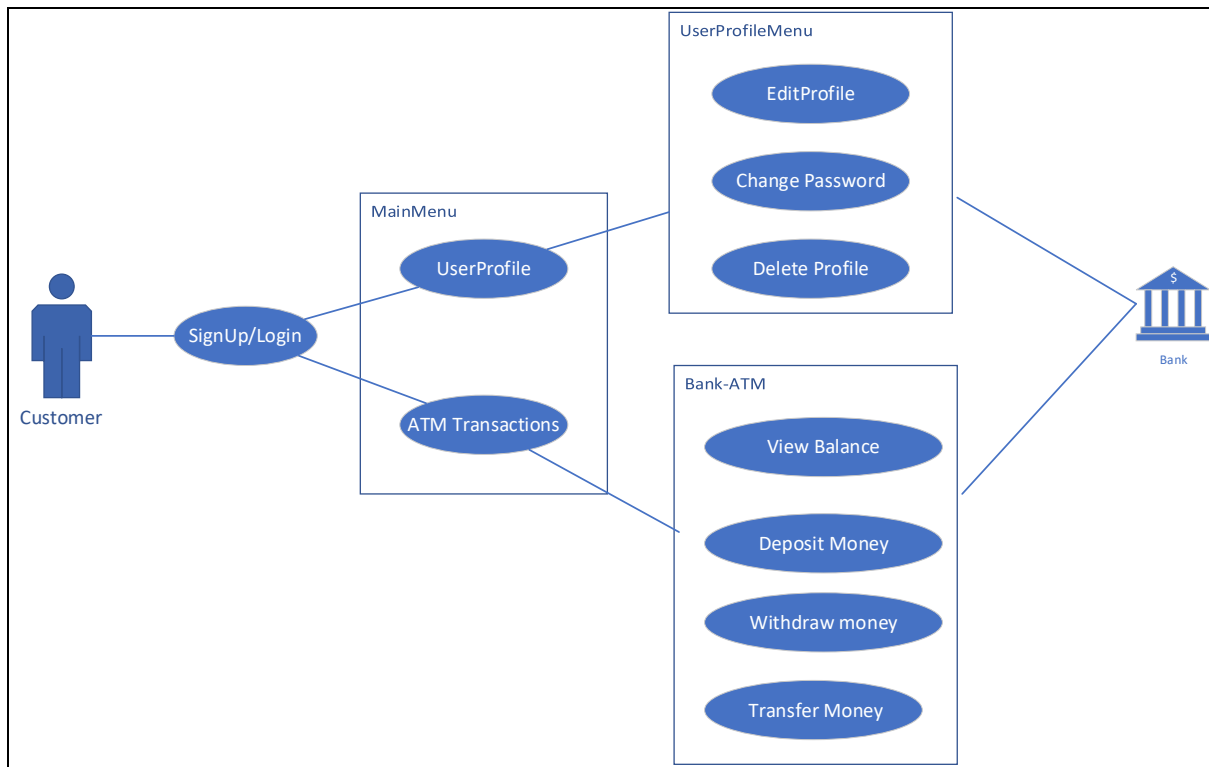 UserProfileMenu
EditProfile
Change Password
Delete Profile
MainMenu
UserProfile
ATM Transactions
SignUp/Login
Customer
$
Bank
Bank-ATM
View Balance
Deposit Money
Withdraw money
Transfer Money